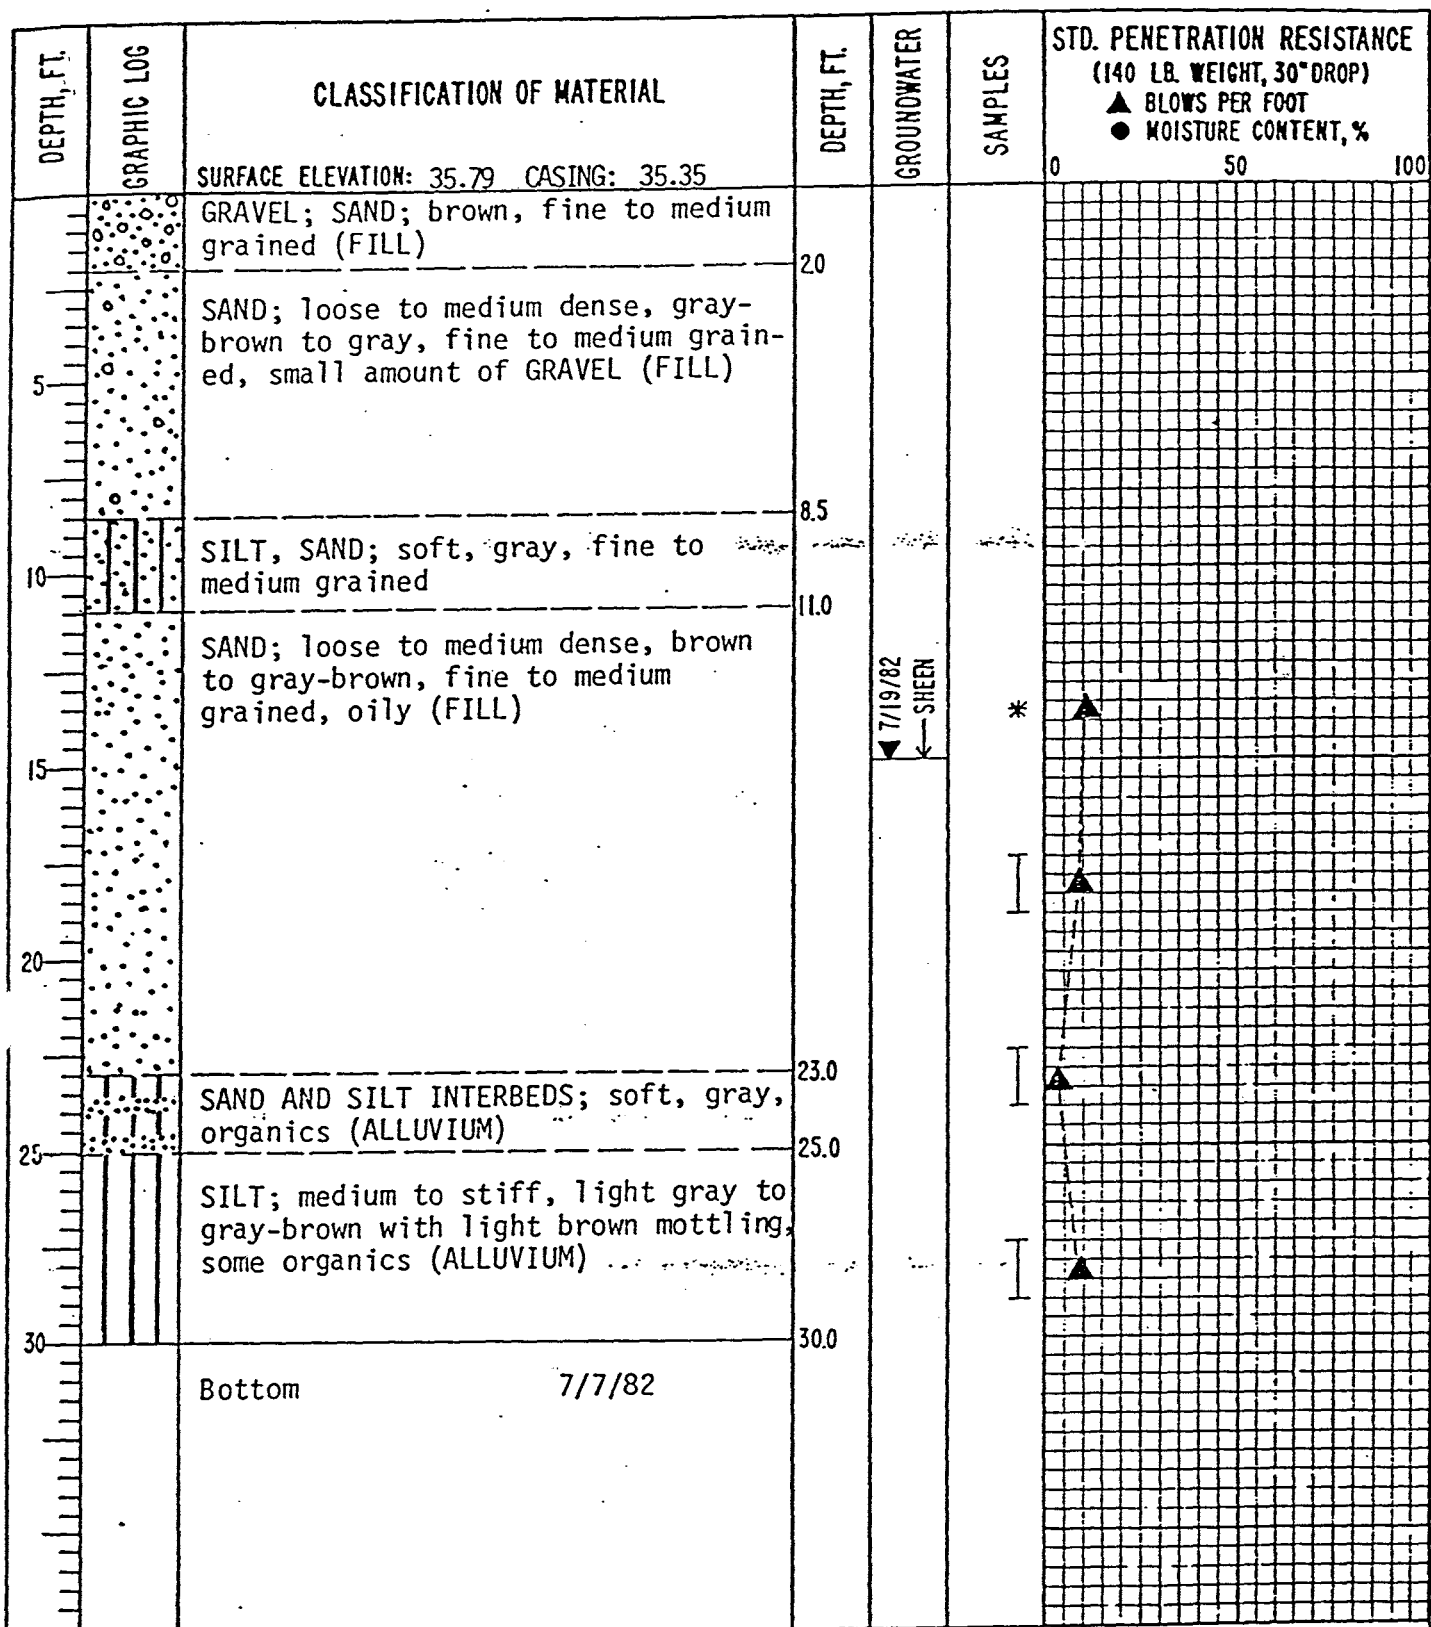 DEPTH, FT.
GRAPHIC LOG
CLASSIFICATION OF MATERIAL
SURFACE ELEVATION: 35.79 CASING: 35.35
DEPTH, FT.
GROUNDWATER
SAMPLES
STD. PENETRATION RESISTANCE
(140 LB. WEIGHT, 30" DROP)
▲ BLOWS PER FOOT
● MOISTURE CONTENT, %
0 50 100
GRAVEL; SAND; brown, fine to medium
grained (FILL)
2.0
SAND; loose to medium dense, gray-
brown to gray, fine to medium grain-
ed, small amount of GRAVEL (FILL)
5
8.5
SILT, SAND; soft, gray, fine to
medium grained
10
11.0
SAND; loose to medium dense, brown
to gray-brown, fine to medium
grained, oily (FILL)
7/19/82
SHEEN
*
15
20
23.0
SAND AND SILT INTERBEDS; soft, gray,
organics (ALLUVIUM)
25
25.0
SILT; medium to stiff, light gray to
gray-brown with light brown mottling,
some organics (ALLUVIUM)
30
30.0
Bottom 7/7/82